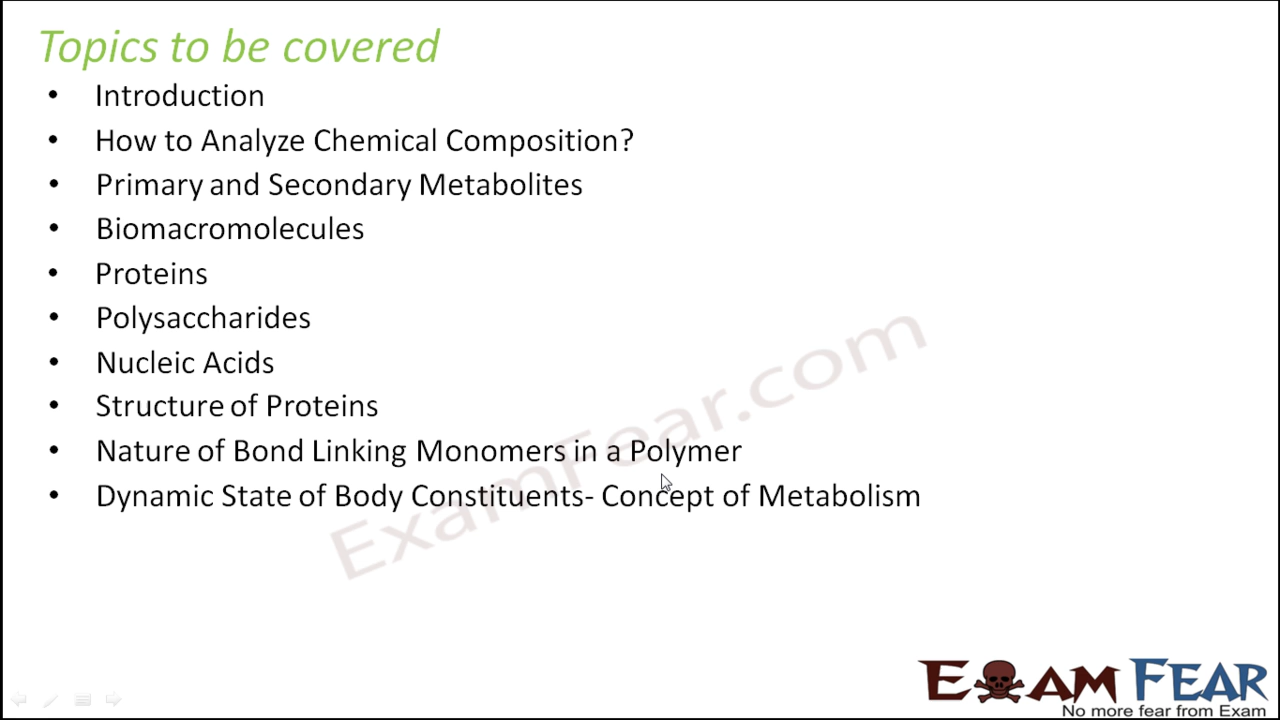 Topics to be covered
• Introduction
• How to Analyze Chemical Composition?
• Primary and Secondary Metabolites
• Biomacromolecules
• Proteins
• Polysaccharides
• Nucleic Acids
• Structure of Proteins
• Nature of Bond Linking Monomers in a Polymer
• Dynamic State of Body Constituents- Concept of Metabolism
ExamFear.com
EXAM FEAR
No more fear from Exam